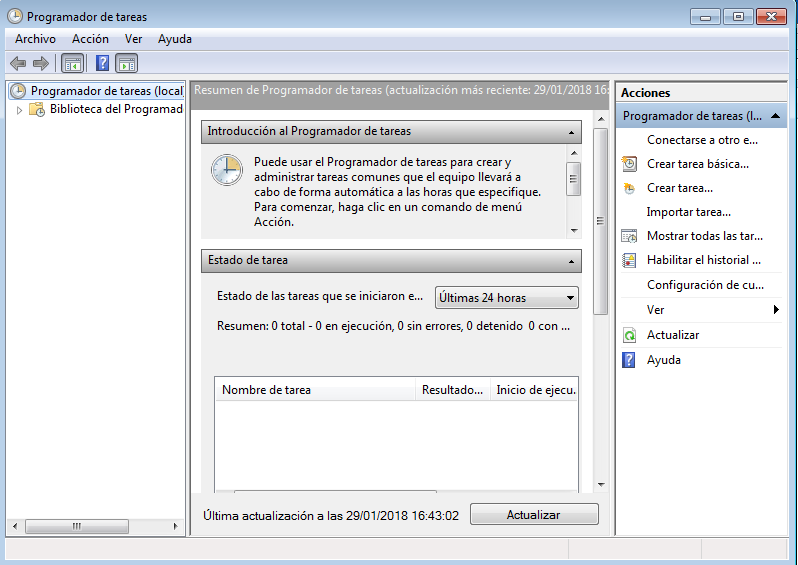 Programador de tareas
Archivo Acción Ver Ayuda
Programador de tareas (local)
Biblioteca del Programad
Resumen de Programador de tareas (actualización más reciente: 29/01/2018 16:
Introducción al Programador de tareas
Puede usar el Programador de tareas para crear y
administrar tareas comunes que el equipo llevará a
cabo de forma automática a las horas que especifique.
Para comenzar, haga clic en un comando de menú
Acción.
Estado de tarea
Estado de las tareas que se iniciaron e... Últimas 24 horas
Resumen: 0 total - 0 en ejecución, 0 sin errores, 0 detenido 0 con ...
Nombre de tarea Resultado... Inicio de ejecu.
Última actualización a las 29/01/2018 16:43:02 Actualizar
Acciones
Programador de tareas (l...
Conectarse a otro e...
Crear tarea básica...
Crear tarea...
Importar tarea...
Mostrar todas las tar...
Habilitar el historial ...
Configuración de cu...
Ver
Actualizar
Ayuda